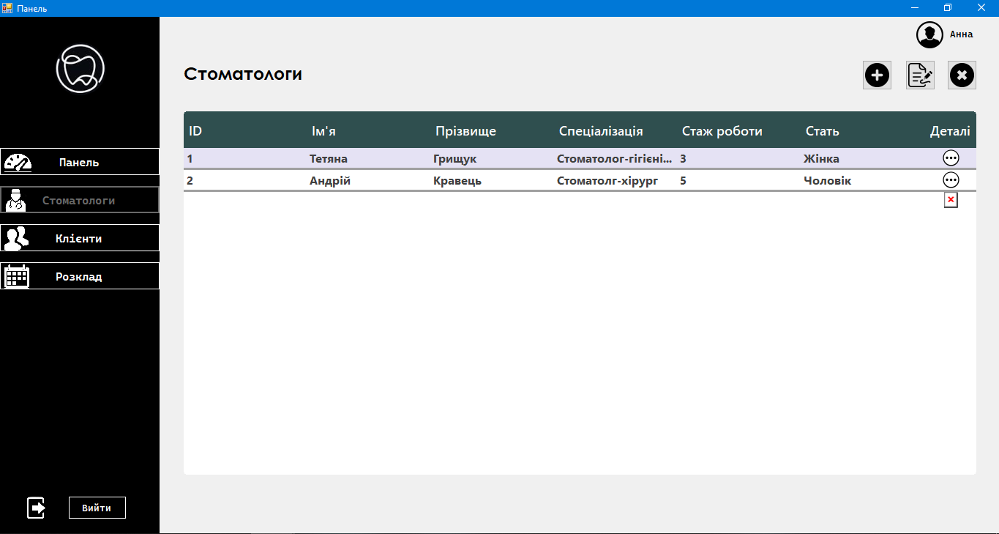 Панель
Анна
Стоматологи
ID Ім'я Прізвище Спеціалізація Стаж роботи Стать Деталі
1 Тетяна Грищук Стоматолог-гігієні... 3 Жінка
2 Андрій Кравець Стоматолг-хірург 5 Чоловік
Панель
Стоматологи
Клієнти
Розклад
Вийти